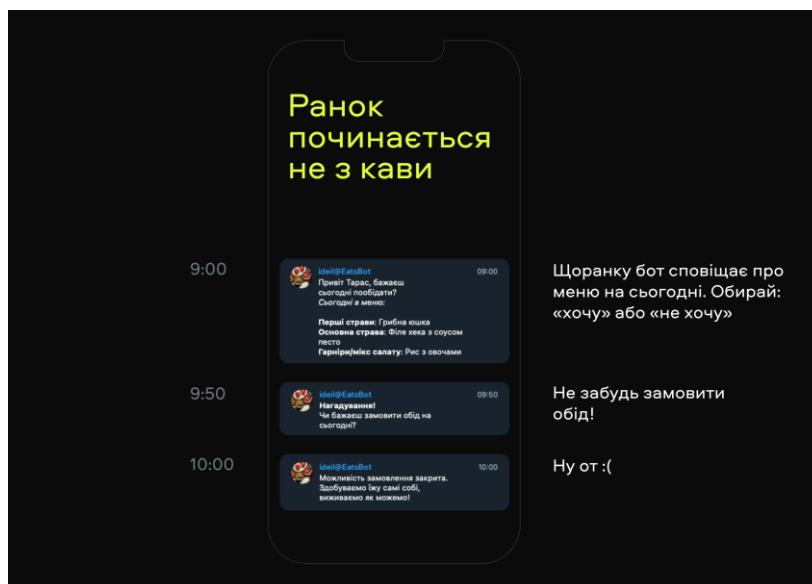 Ранок
починається
не з кави
9:00
ideil@EatsBot 09:00
Привіт Тарас, бажаєш
сьогодні пообідати?
Сьогодні в меню:
Перші страви: Грибна юшка
Основна страва: Філе хека з соусом
песто
Гарніри/мікс салату: Рис з овочами
Щоранку бот сповіщає про
меню на сьогодні. Обирай:
«хочу» або «не хочу»
9:50
ideil@EatsBot 09:50
Нагадування!
Чи бажаєш замовити обід на
сьогодні?
Не забудь замовити
обід!
10:00
ideil@EatsBot 10:00
Можливість замовлення закрита.
Здобуваємо їжу самі собі,
виживаємо як можемо!
Ну от :(